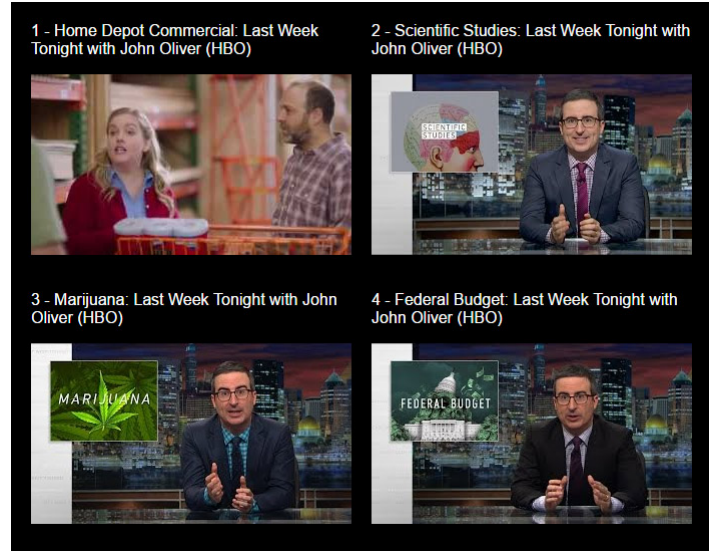 1 - Home Depot Commercial: Last Week
Tonight with John Oliver (HBO)
2 - Scientific Studies: Last Week Tonight with
John Oliver (HBO)
SCIENTIFIC
STUDIES
3 - Marijuana: Last Week Tonight with John
Oliver (HBO)
4 - Federal Budget: Last Week Tonight with
John Oliver (HBO)
MARIJUANA
FEDERAL BUDGET